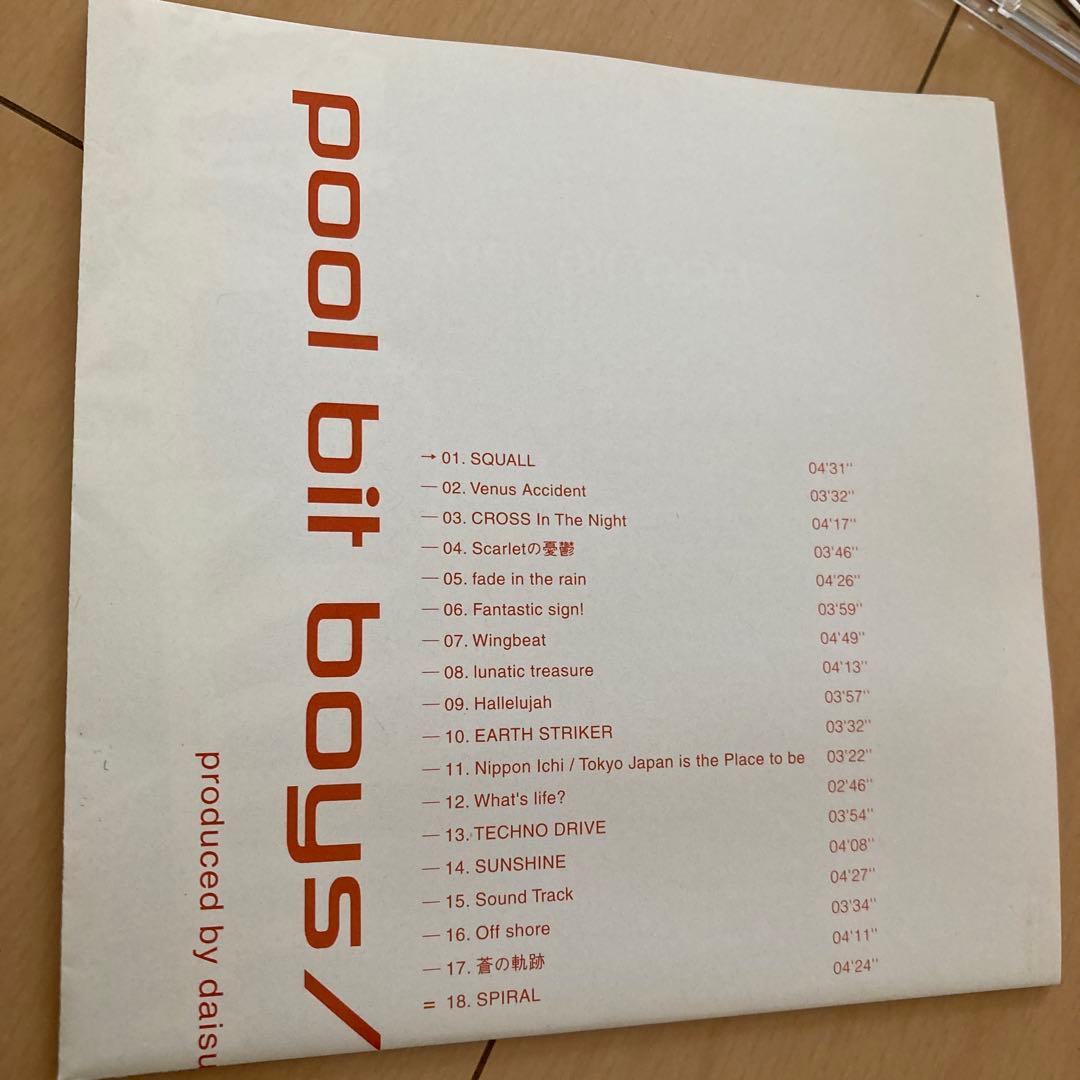 pool bit boys/
produced by daisu
→ 01. SQUALL 04'31"
— 02. Venus Accident 03'32"
— 03. CROSS In The Night 04'17"
— 04. Scarletの憂鬱 03'46"
— 05. fade in the rain 04'26"
— 06. Fantastic sign! 03'59"
— 07. Wingbeat 04'49"
— 08. lunatic treasure 04'13"
— 09. Hallelujah 03'57"
— 10. EARTH STRIKER 03'32"
— 11. Nippon Ichi / Tokyo Japan is the Place to be 03'22"
— 12. What's life? 02'46"
— 13. TECHNO DRIVE 03'54"
— 14. SUNSHINE 04'08"
— 15. Sound Track 04'27"
— 16. Off shore 03'34"
— 17. 蒼の軌跡 04'11"
= 18. SPIRAL 04'24"